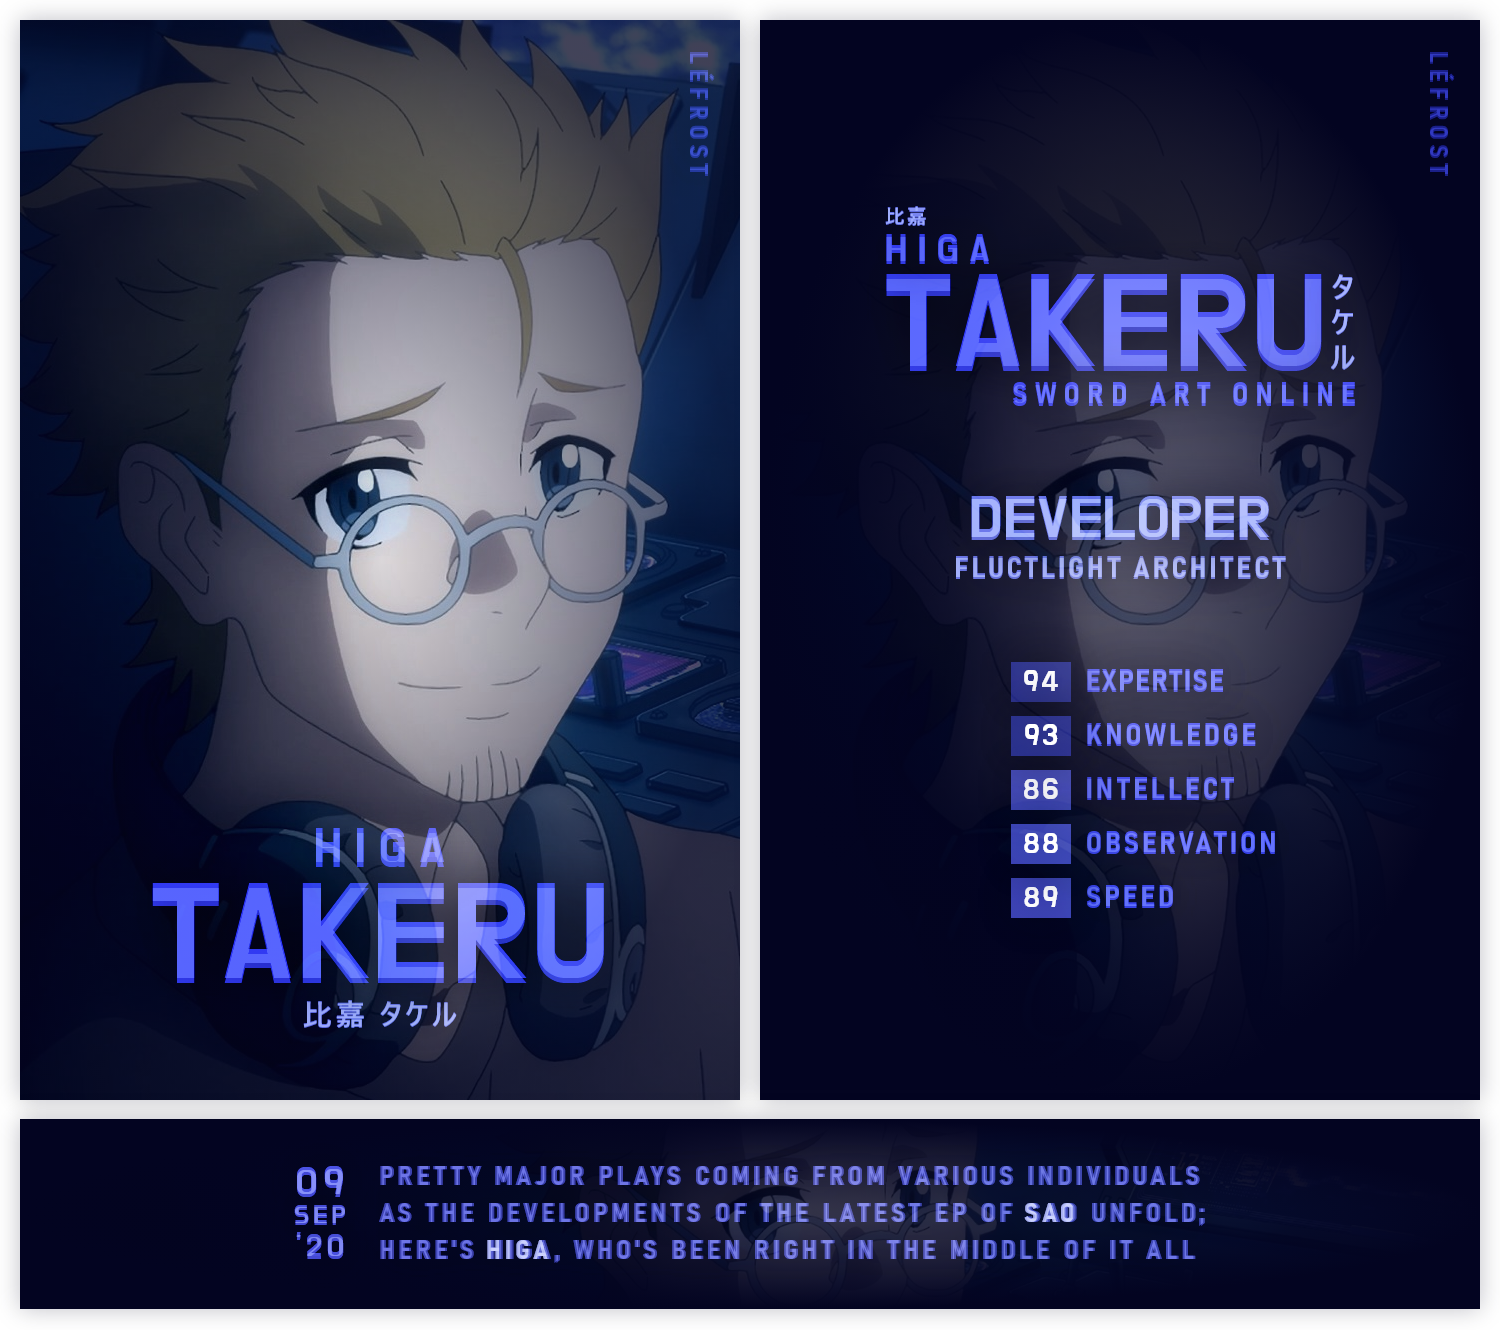 LÉFROST
HIGA
TAKERU
比嘉 タケル
LÉFROST
比嘉
HIGA
TAKERU
タケル
SWORD ART ONLINE
DEVELOPER
FLUCTLIGHT ARCHITECT
94 EXPERTISE
93 KNOWLEDGE
86 INTELLECT
88 OBSERVATION
89 SPEED
09
SEP
'20
PRETTY MAJOR PLAYS COMING FROM VARIOUS INDIVIDUALS
AS THE DEVELOPMENTS OF THE LATEST EP OF SAO UNFOLD;
HERE'S HIGA, WHO'S BEEN RIGHT IN THE MIDDLE OF IT ALL